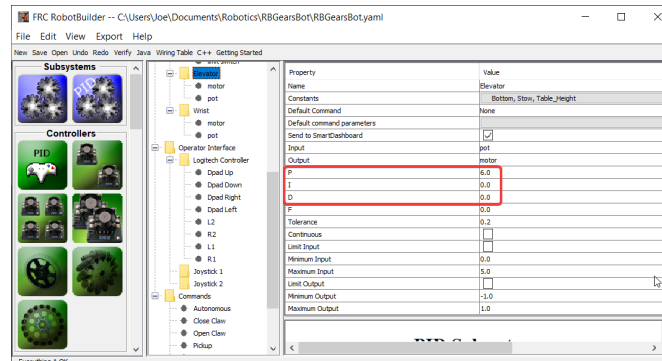 FRC RobotBuilder -- C:\Users\Joe\Documents\Robotics\RBGearsBot\RBGearsBot.yaml
File Edit View Export Help
New Save Open Undo Redo Verify Java Wiring Table C++ Getting Started
Subsystems
PID
Controllers
PID
Elevator
motor
pot
Wrist
motor
pot
Operator Interface
Logitech Controller
Dpad Up
Dpad Down
Dpad Right
Dpad Left
L2
R2
L1
R1
Joystick 1
Joystick 2
Commands
Autonomous
Close Claw
Open Claw
Pickup
Property Value
Name Elevator
Constants Bottom, Stow, Table_Height
Default Command None
Default command parameters
Send to SmartDashboard
Input pot
Output motor
P 6.0
I 0.0
D 0.0
F 0.0
Tolerance 0.2
Continuous
Limit Input
Minimum Input 0.0
Maximum Input 5.0
Limit Output
Minimum Output -1.0
Maximum Output 1.0